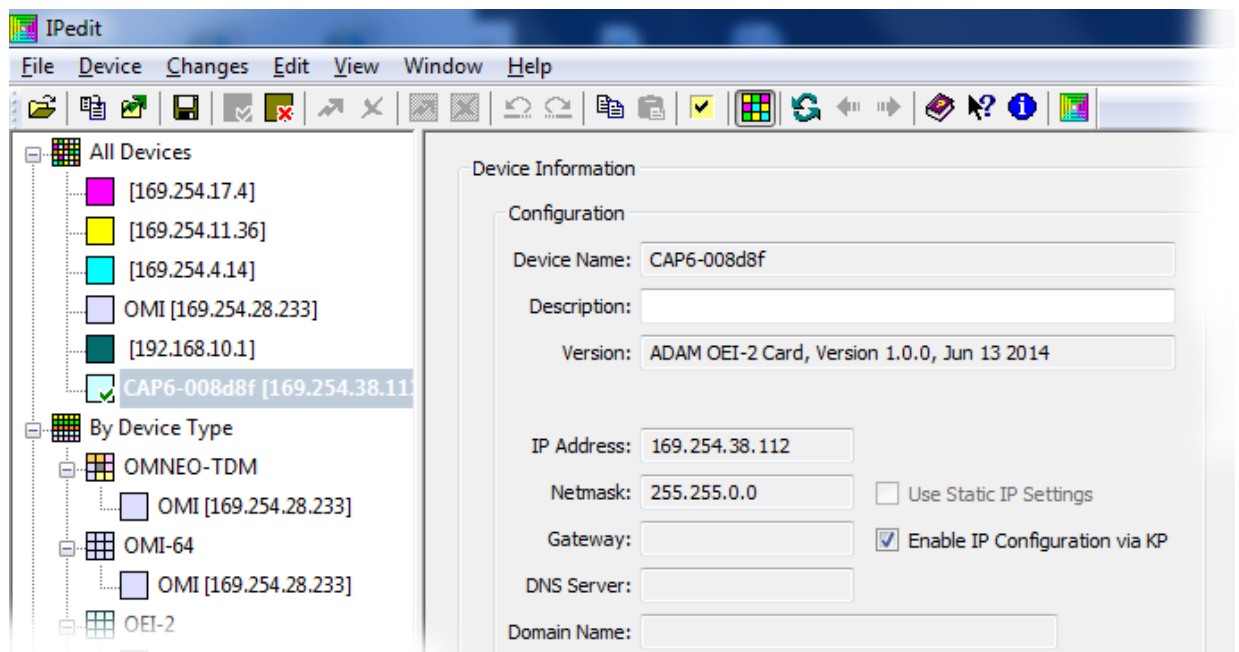 IPedit
File Device Changes Edit View Window Help
All Devices
[169.254.17.4]
[169.254.11.36]
[169.254.4.14]
OMI [169.254.28.233]
[192.168.10.1]
CAP6-008d8f [169.254.38.11
By Device Type
OMNEO-TDM
OMI [169.254.28.233]
OMI-64
OMI [169.254.28.233]
OEI-2
Device Information
Configuration
Device Name: CAP6-008d8f
Description:
Version: ADAM OEI-2 Card, Version 1.0.0, Jun 13 2014
IP Address: 169.254.38.112
Netmask: 255.255.0.0 Use Static IP Settings
Gateway: Enable IP Configuration via KP
DNS Server:
Domain Name: